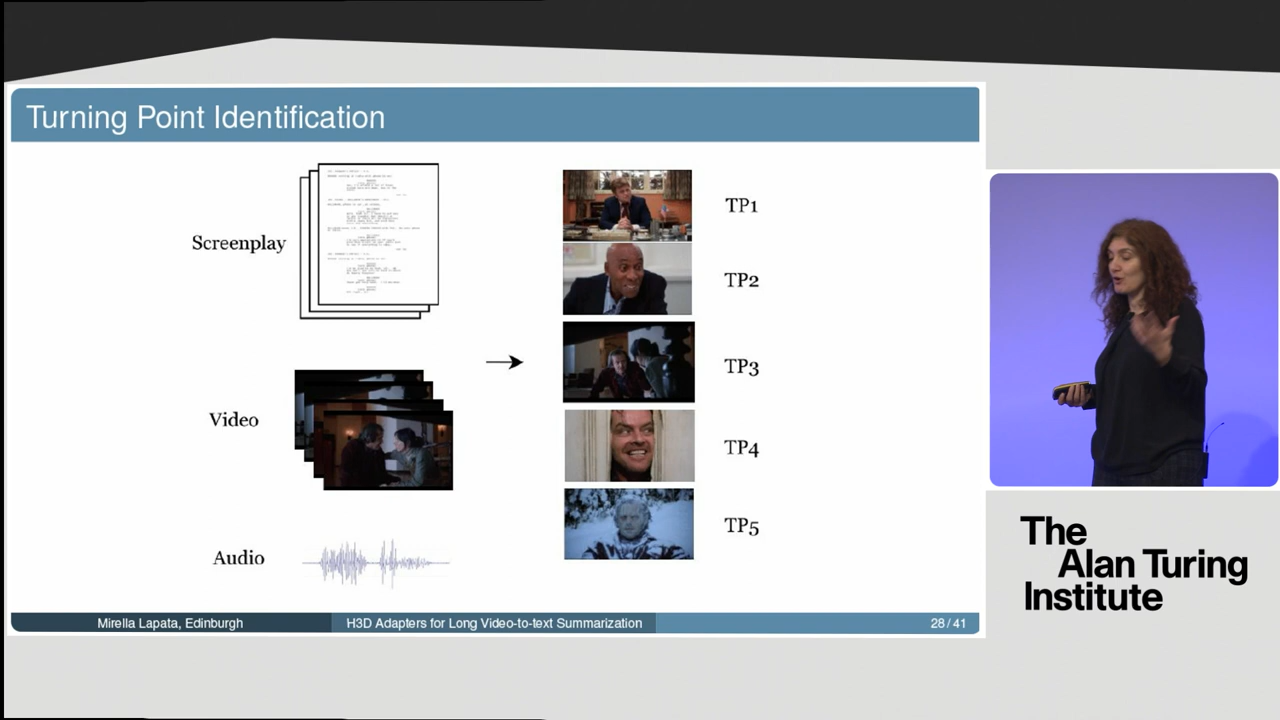 Turning Point Identification
Screenplay
Video
Audio
TP1
TP2
TP3
TP4
TP5
Mirella Lapata, Edinburgh
H3D Adapters for Long Video-to-text Summarization
28 / 41
The
Alan Turing
Institute